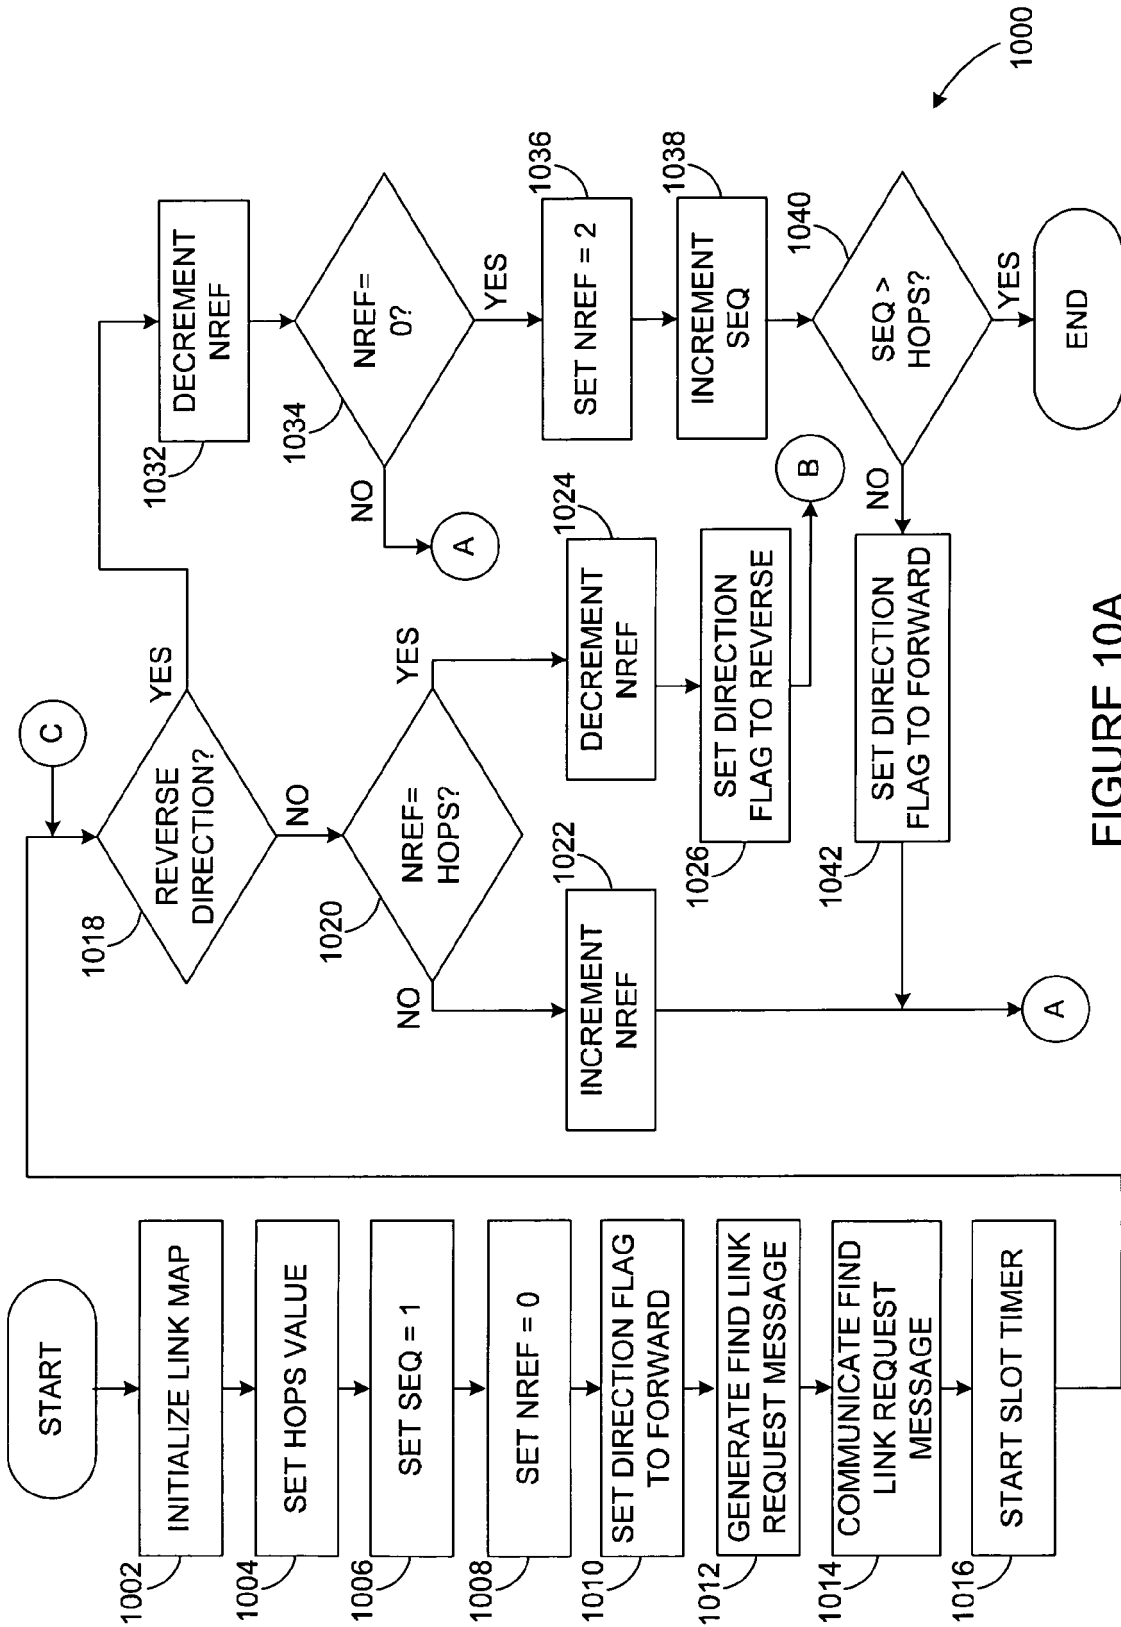 START
1002
INITIALIZE LINK MAP
1004
SET HOPS VALUE
1006
SET SEQ = 1
1008
SET NREF = 0
1010
SET DIRECTION FLAG
TO FORWARD
1012
GENERATE FIND LINK
REQUEST MESSAGE
1014
COMMUNICATE FIND
LINK REQUEST
MESSAGE
1016
START SLOT TIMER
C
1018
REVERSE
DIRECTION?
YES
NO
1020
NREF=
HOPS?
NO
YES
1022
INCREMENT
NREF
1024
DECREMENT
NREF
1026
SET DIRECTION
FLAG TO REVERSE
B
1032
DECREMENT
NREF
1034
NREF=
0?
NO
YES
A
1036
SET NREF = 2
1038
INCREMENT
SEQ
1040
SEQ >
HOPS?
NO
YES
1042
SET DIRECTION
FLAG TO FORWARD
A
END
1000
FIGURE 10A